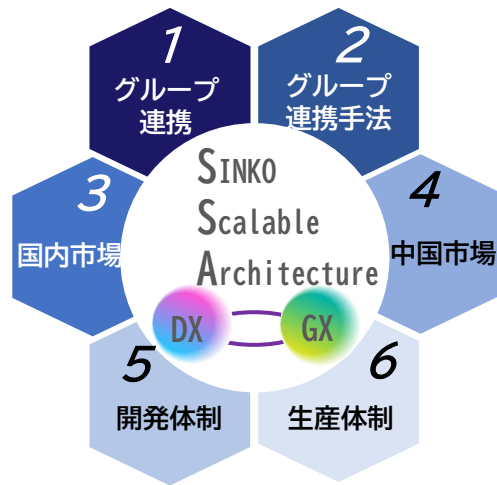 1
グループ
連携
2
グループ
連携手法
3
国内市場
SINKO
Scalable
Architecture
4
中国市場
DX
GX
5
開発体制
6
生産体制